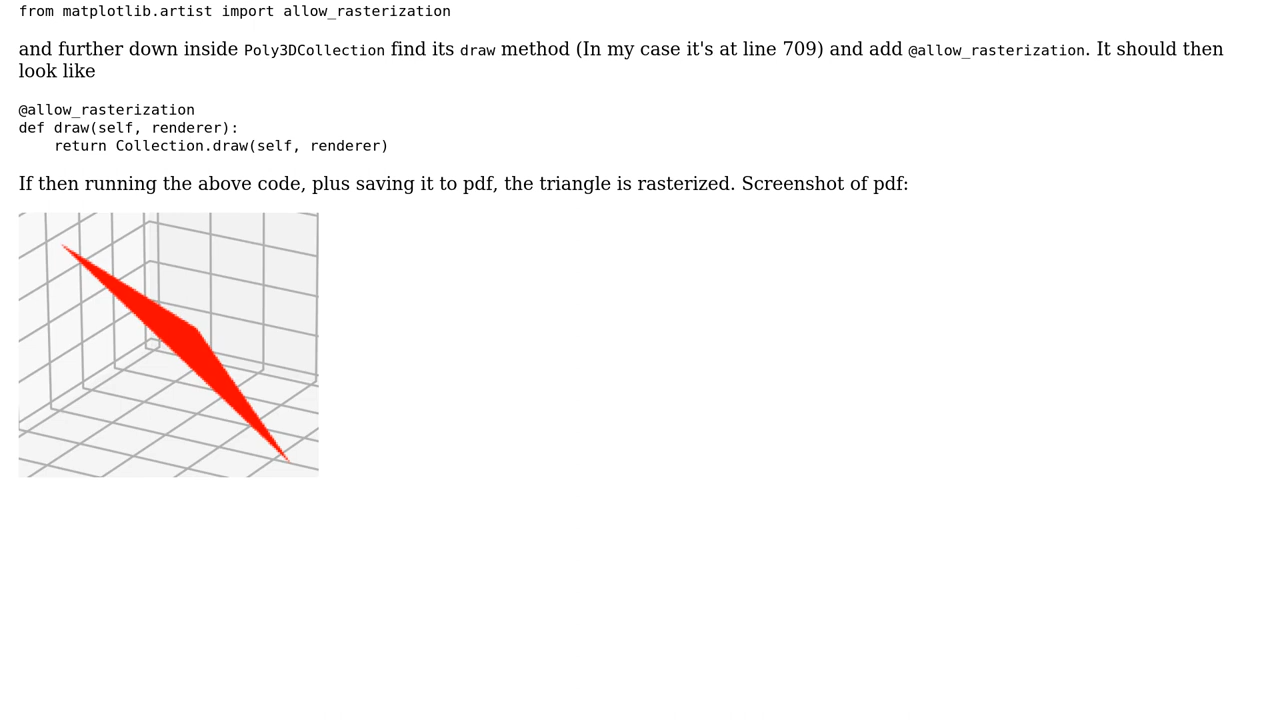 from matplotlib.artist import allow_rasterization
and further down inside Poly3DCollection find its draw method (In my case it's at line 709) and add @allow_rasterization. It should then
look like
@allow_rasterization
def draw(self, renderer):
    return Collection.draw(self, renderer)
If then running the above code, plus saving it to pdf, the triangle is rasterized. Screenshot of pdf: